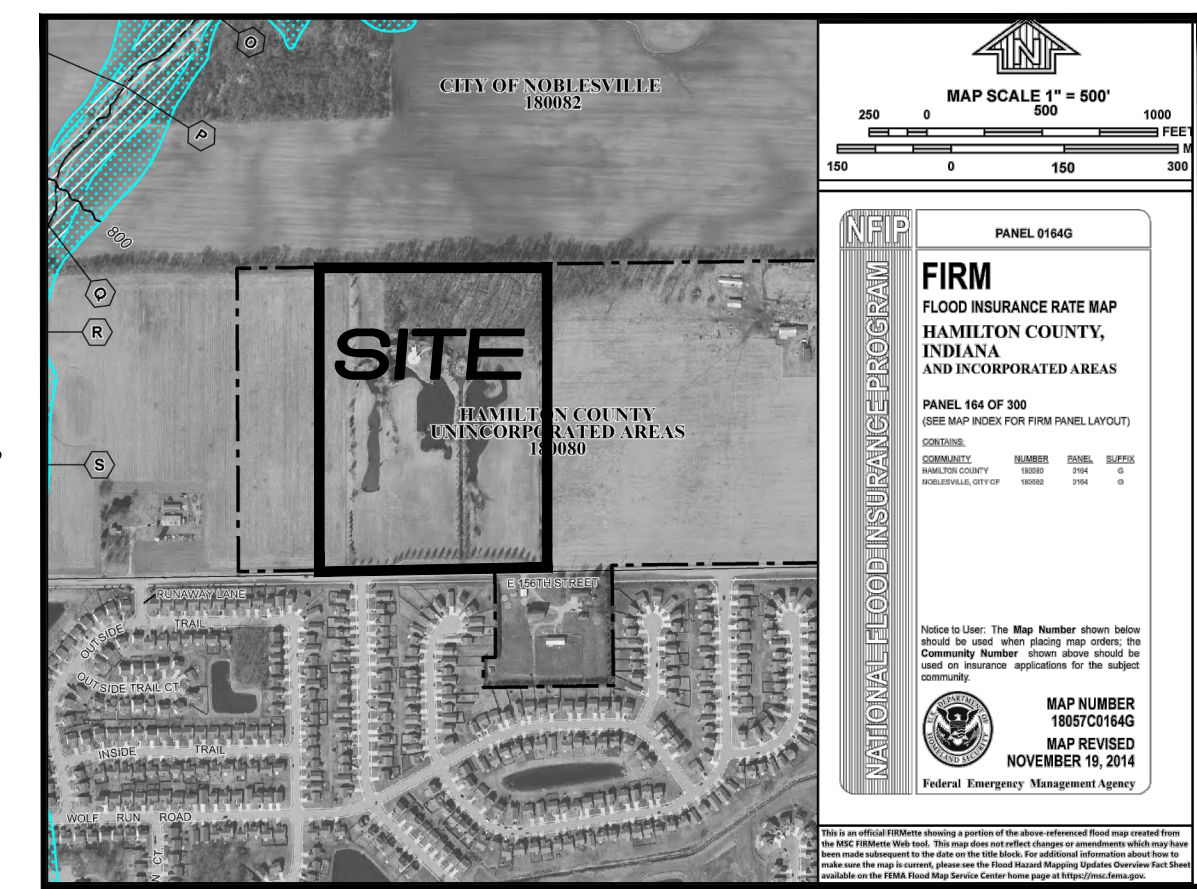 O
CITY OF NOBLESVILLE
180082
P
800
Q
R
SITE
HAMILTON COUNTY
UNINCORPORATED AREAS
180080
S
E 156TH STREET
RUNAWAY LANE
OUTSIDE
TRAIL
OUTSIDE TRAIL CT.
INSIDE TRAIL
WOLF RUN ROAD
N CT.
N
MAP SCALE 1" = 500'
250 0 500 1000
FEET
M
150 0 150 300
NFIP
NATIONAL FLOOD INSURANCE PROGRAM
PANEL 0164G
FIRM
FLOOD INSURANCE RATE MAP
HAMILTON COUNTY,
INDIANA
AND INCORPORATED AREAS
PANEL 164 OF 300
(SEE MAP INDEX FOR FIRM PANEL LAYOUT)
CONTAINS:
COMMUNITY NUMBER PANEL SUFFIX
HAMILTON COUNTY 180080 0164 G
NOBLESVILLE, CITY OF 180082 0164 G
Notice to User: The Map Number shown below
should be used when placing map orders; the
Community Number shown above should be
used on insurance applications for the subject
community.
U.S. DEPARTMENT OF
HOMELAND SECURITY
MAP NUMBER
18057C0164G
MAP REVISED
NOVEMBER 19, 2014
Federal Emergency Management Agency
This is an official FIRMette showing a portion of the above-referenced flood map created from
the MSC FIRMette Web tool. This map does not reflect changes or amendments which may have
been made subsequent to the date on the title block. For additional information about how to
make sure the map is current, please see the Flood Hazard Mapping Updates Overview Fact Sheet
available on the FEMA Flood Map Service Center home page at https://msc.fema.gov.